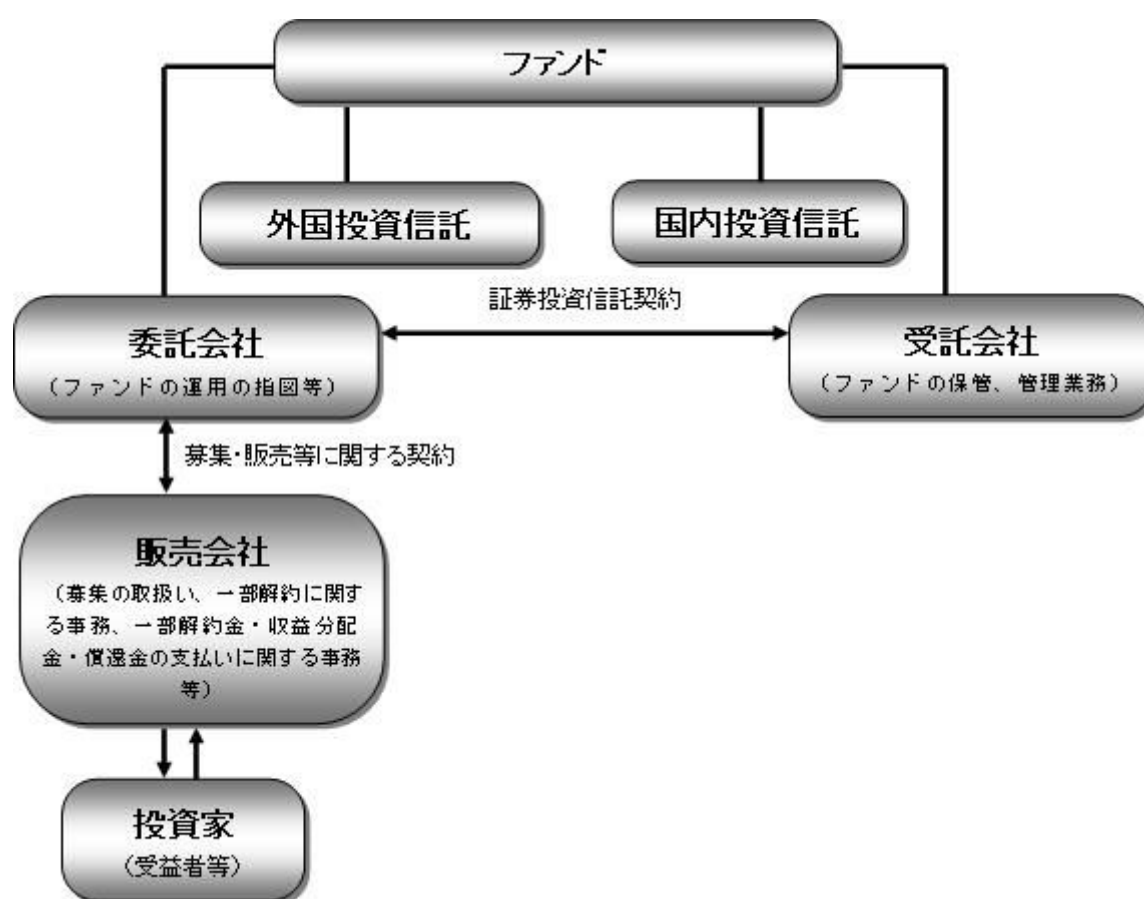 ファンド
外国投資信託
国内投資信託
証券投資信託契約
委託会社
（ファンドの運用の指図等）
受託会社
（ファンドの保管、管理業務）
募集・販売等に関する契約
販売会社
（募集の取扱い、一部解約に関す
る事務、一部解約金・収益分配
金・償還金の支払いに関する事務
等）
投資家
（受益者等）